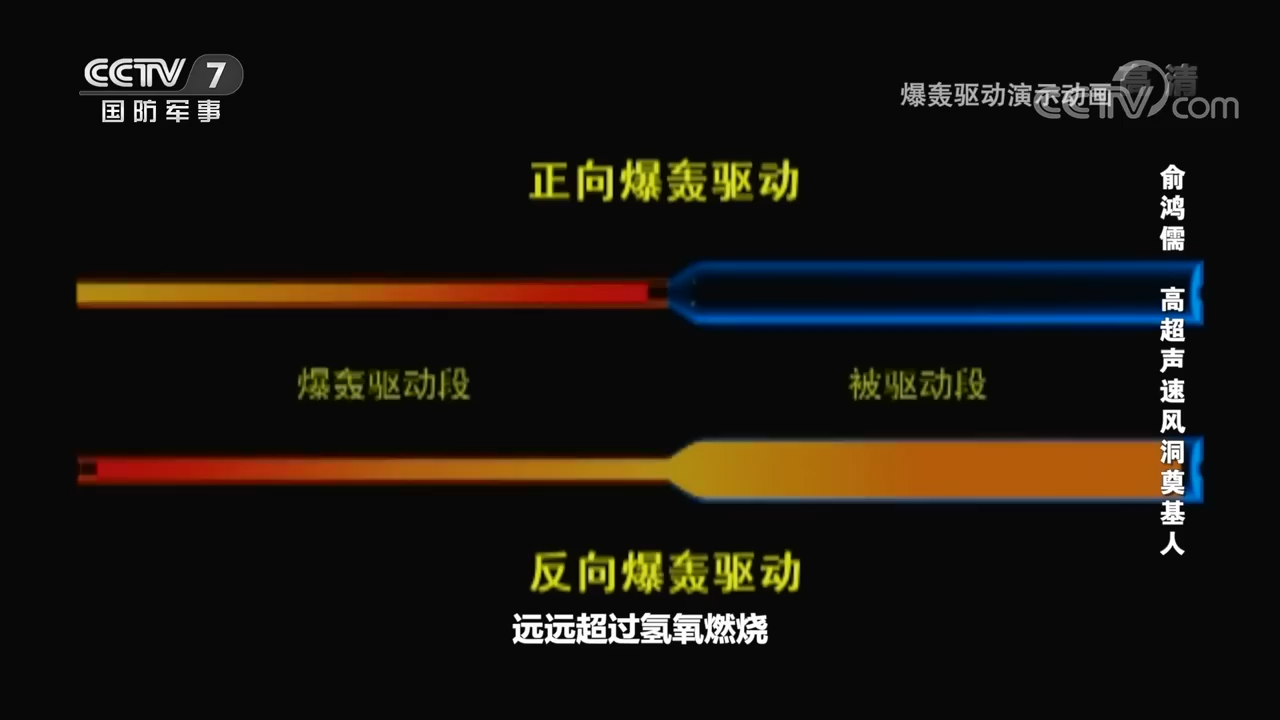 CCTV 7
国防军事
高清
爆轰驱动演示动画
CCTV.com
正向爆轰驱动
俞鸿儒 高超声速风洞奠基人
爆轰驱动段
被驱动段
反向爆轰驱动
远远超过氢氧燃烧